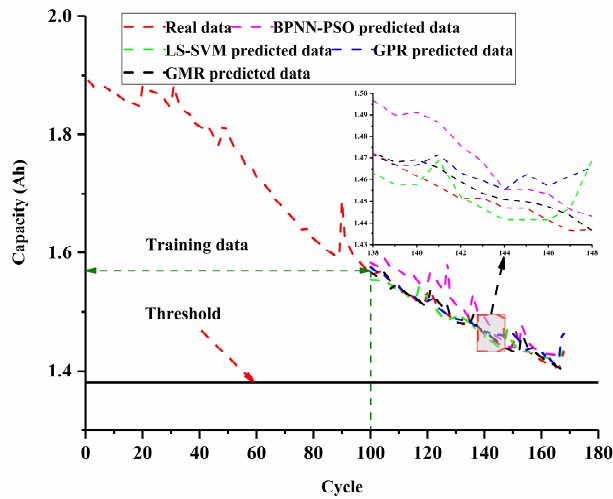 Real data BPNN-PSO predicted data
LS-SVM predicted data GPR predicted data
GMR predicted data
2.0
1.8
1.6
1.4
Capacity (Ah)
1.50
1.49
1.48
1.47
1.46
1.45
1.44
1.43
138 140 142 144 146 148
Training data
Threshold
0 20 40 60 80 100 120 140 160 180
Cycle